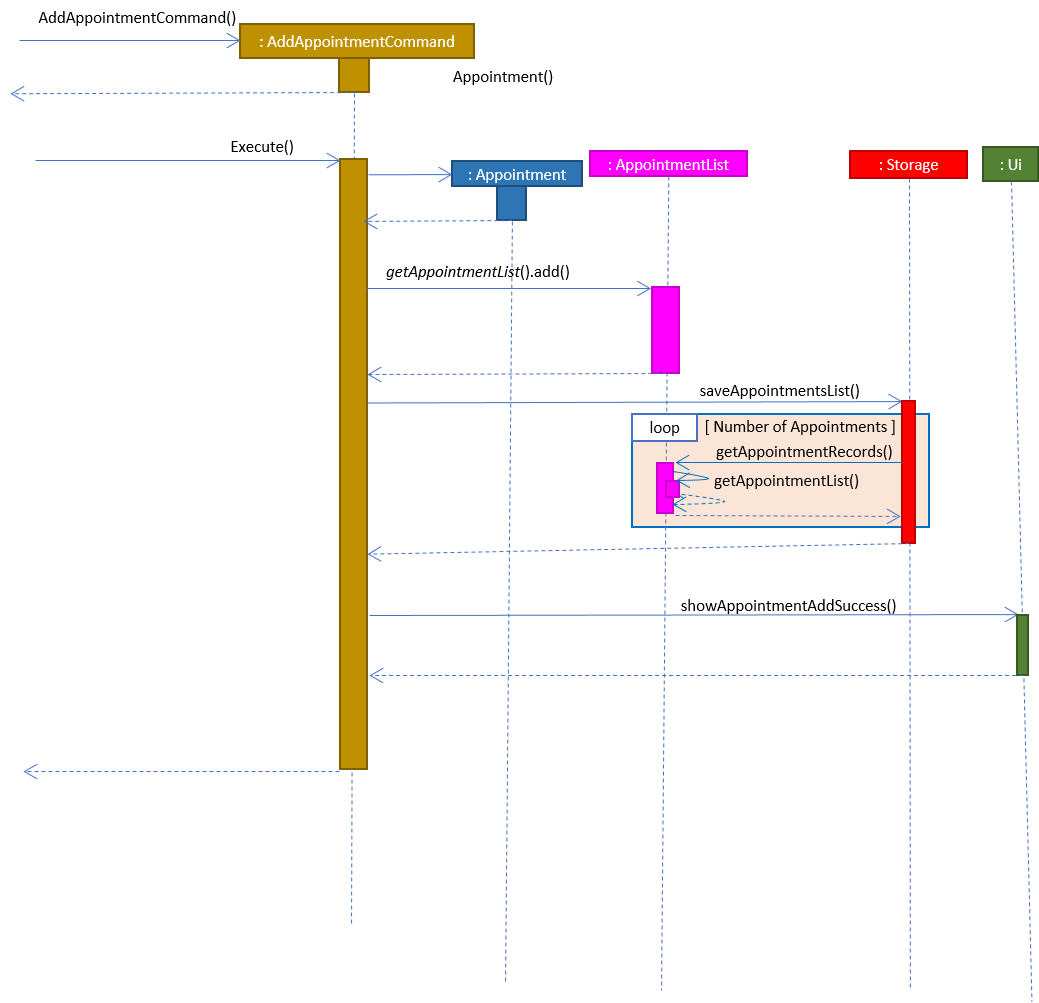 AddAppointmentCommand()
: AddAppointmentCommand
Appointment()
Execute()
: Appointment
: AppointmentList
: Storage
: Ui
getAppointmentList().add()
saveAppointmentsList()
loop
[ Number of Appointments ]
getAppointmentRecords()
getAppointmentList()
showAppointmentAddSuccess()